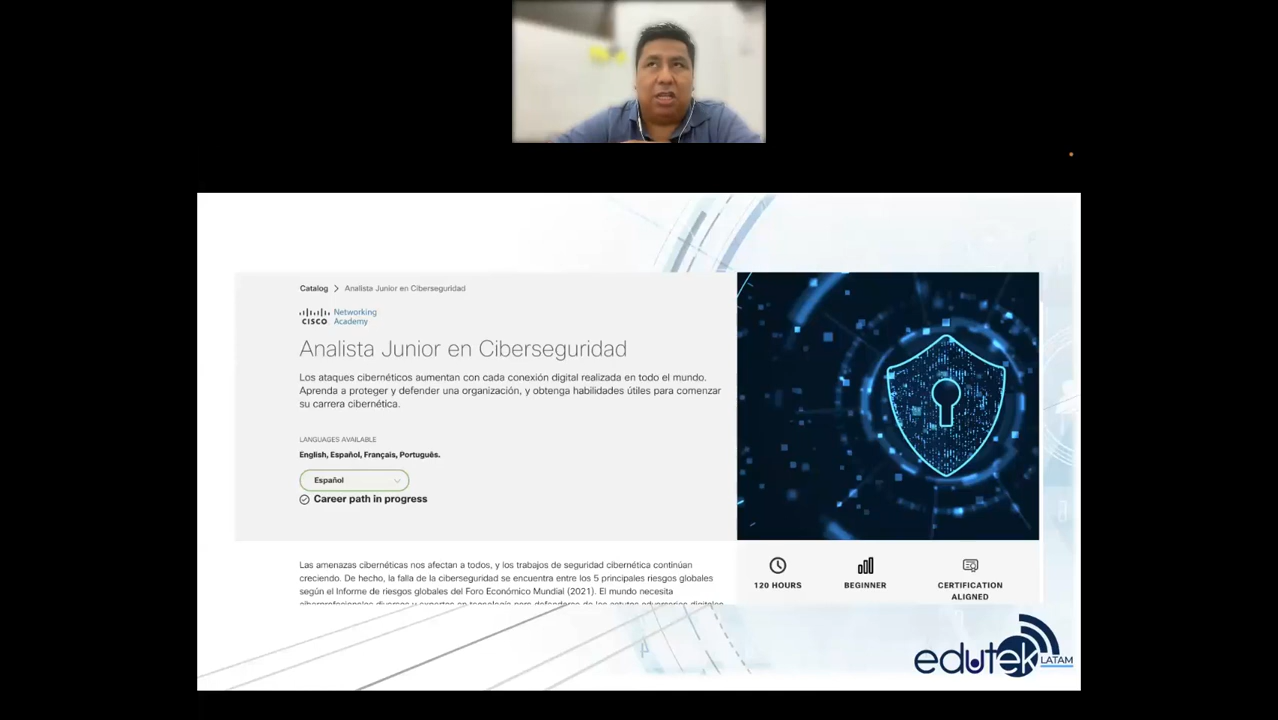 Catalog > Analista Junior en Ciberseguridad
CISCO Networking Academy
Analista Junior en Ciberseguridad
Los ataques cibernéticos aumentan con cada conexión digital realizada en todo el mundo.
Aprenda a proteger y defender una organización, y obtenga habilidades útiles para comenzar
su carrera cibernética.
LANGUAGES AVAILABLE
English, Español, Français, Português.
Español
Career path in progress
Las amenazas cibernéticas nos afectan a todos, y los trabajos de seguridad cibernética continúan
creciendo. De hecho, la falla de la ciberseguridad se encuentra entre los 5 principales riesgos globales
según el Informe de riesgos globales del Foro Económico Mundial (2021). El mundo necesita
120 HOURS
BEGINNER
CERTIFICATION
ALIGNED
edutek LATAM